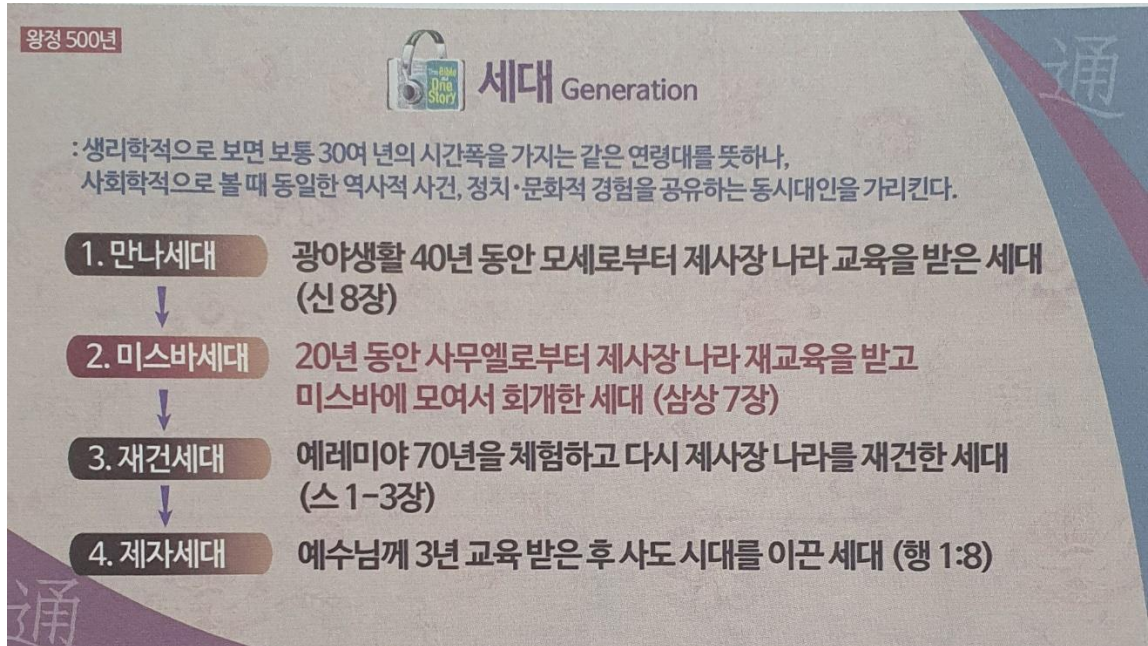 왕정 500년
The Bible
One
Story
세대 Generation
通
: 생리학적으로 보면 보통 30여 년의 시간폭을 가지는 같은 연령대를 뜻하나,
사회학적으로 볼 때 동일한 역사적 사건, 정치·문화적 경험을 공유하는 동시대인을 가리킨다.
1. 만나세대 광야생활 40년 동안 모세로부터 제사장 나라 교육을 받은 세대
(신 8장)
2. 미스바세대 20년 동안 사무엘로부터 제사장 나라 재교육을 받고
미스바에 모여서 회개한 세대 (삼상 7장)
3. 재건세대 예레미야 70년을 체험하고 다시 제사장 나라를 재건한 세대
(스 1-3장)
4. 제자세대 예수님께 3년 교육 받은 후 사도 시대를 이끈 세대 (행 1:8)
通